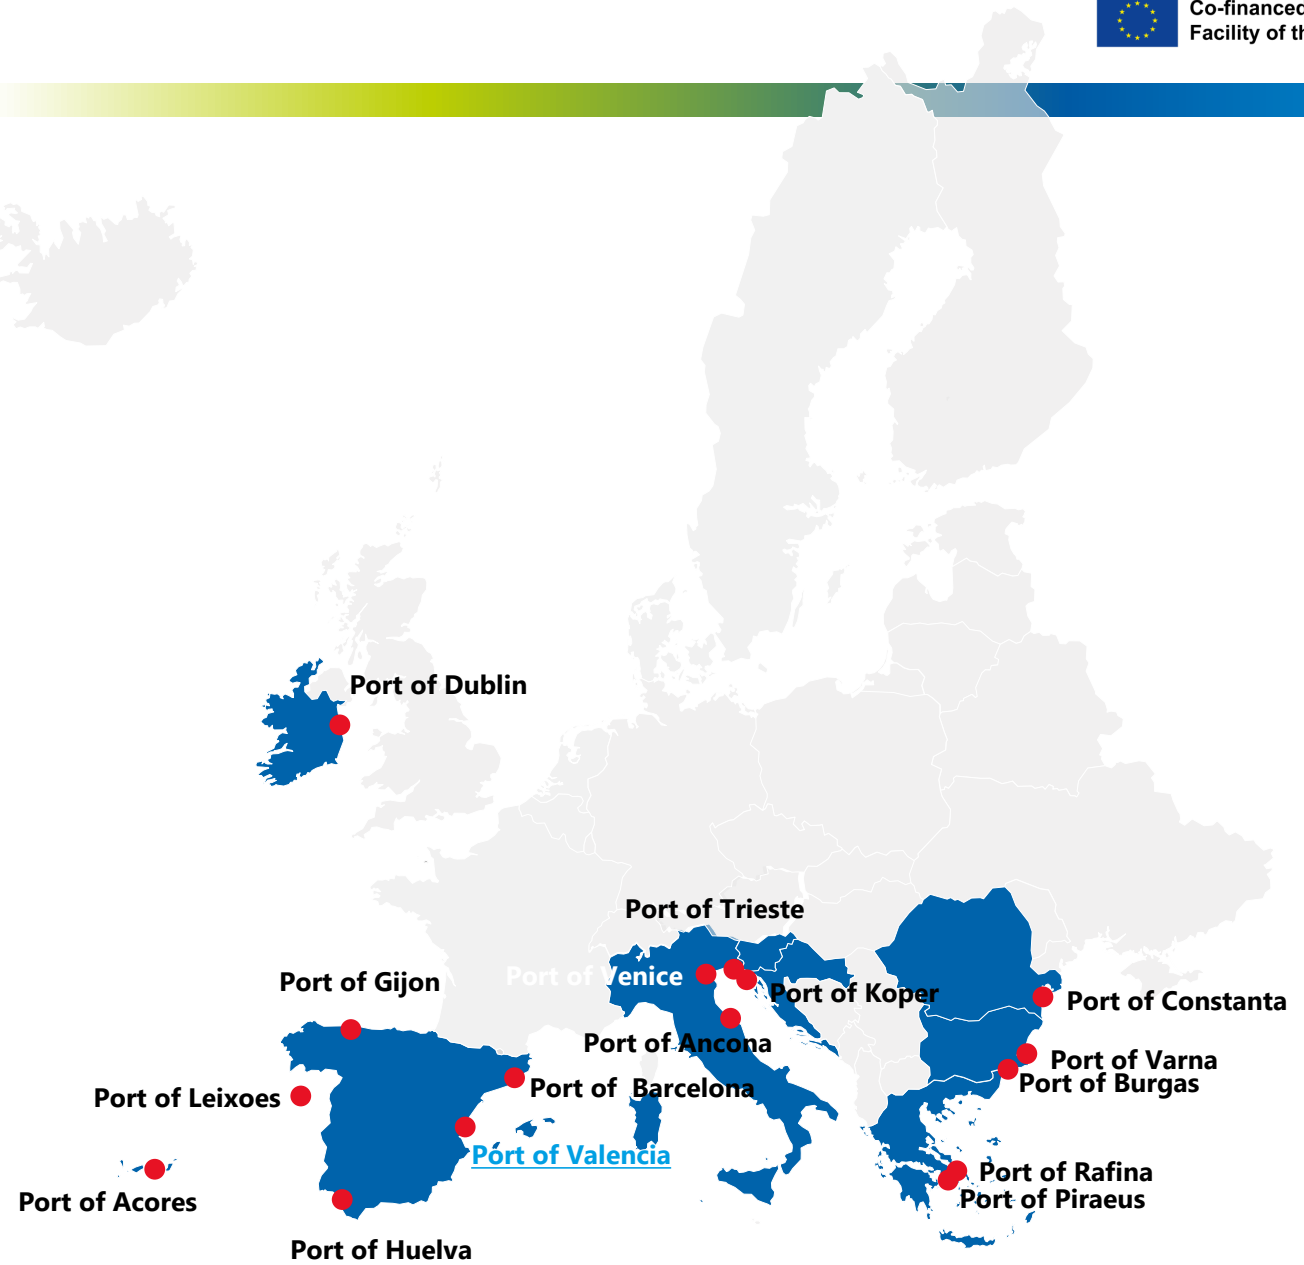 Co-financed
Facility of th
Port of Dublin
Port of Trieste
Port of Venice
Port of Gijon
Port of Koper
Port of Constanta
Port of Ancona
Port of Varna
Port of Burgas
Port of Barcelona
Port of Leixoes
Port of Valencia
Port of Rafina
Port of Piraeus
Port of Acores
Port of Huelva